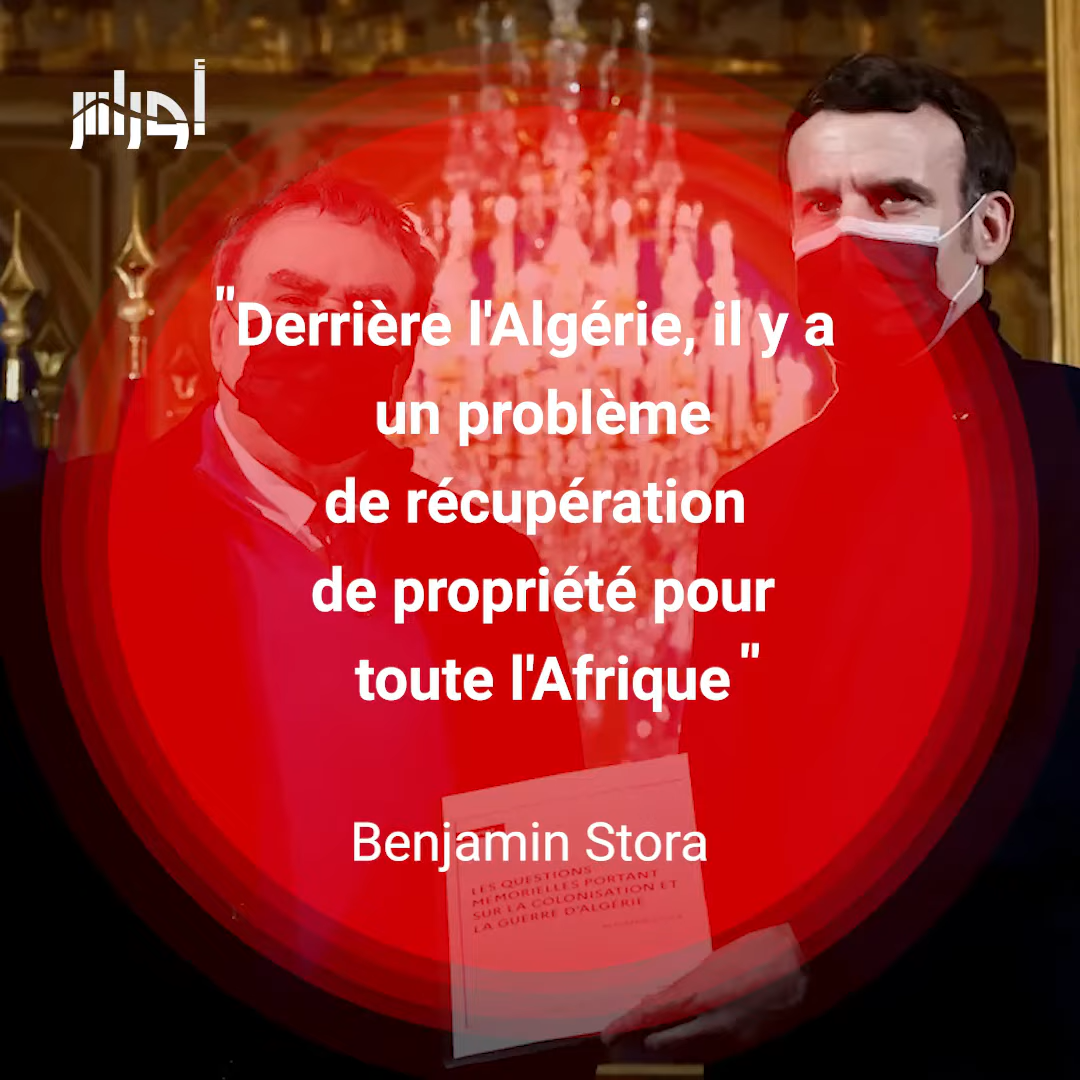 أوراس
"Derrière l'Algérie, il y a
un problème
de récupération
de propriété pour
toute l'Afrique"
Benjamin Stora
LES QUESTIONS
MÉMORIELLES PORTANT
SUR LA COLONISATION ET
LA GUERRE D'ALGÉRIE